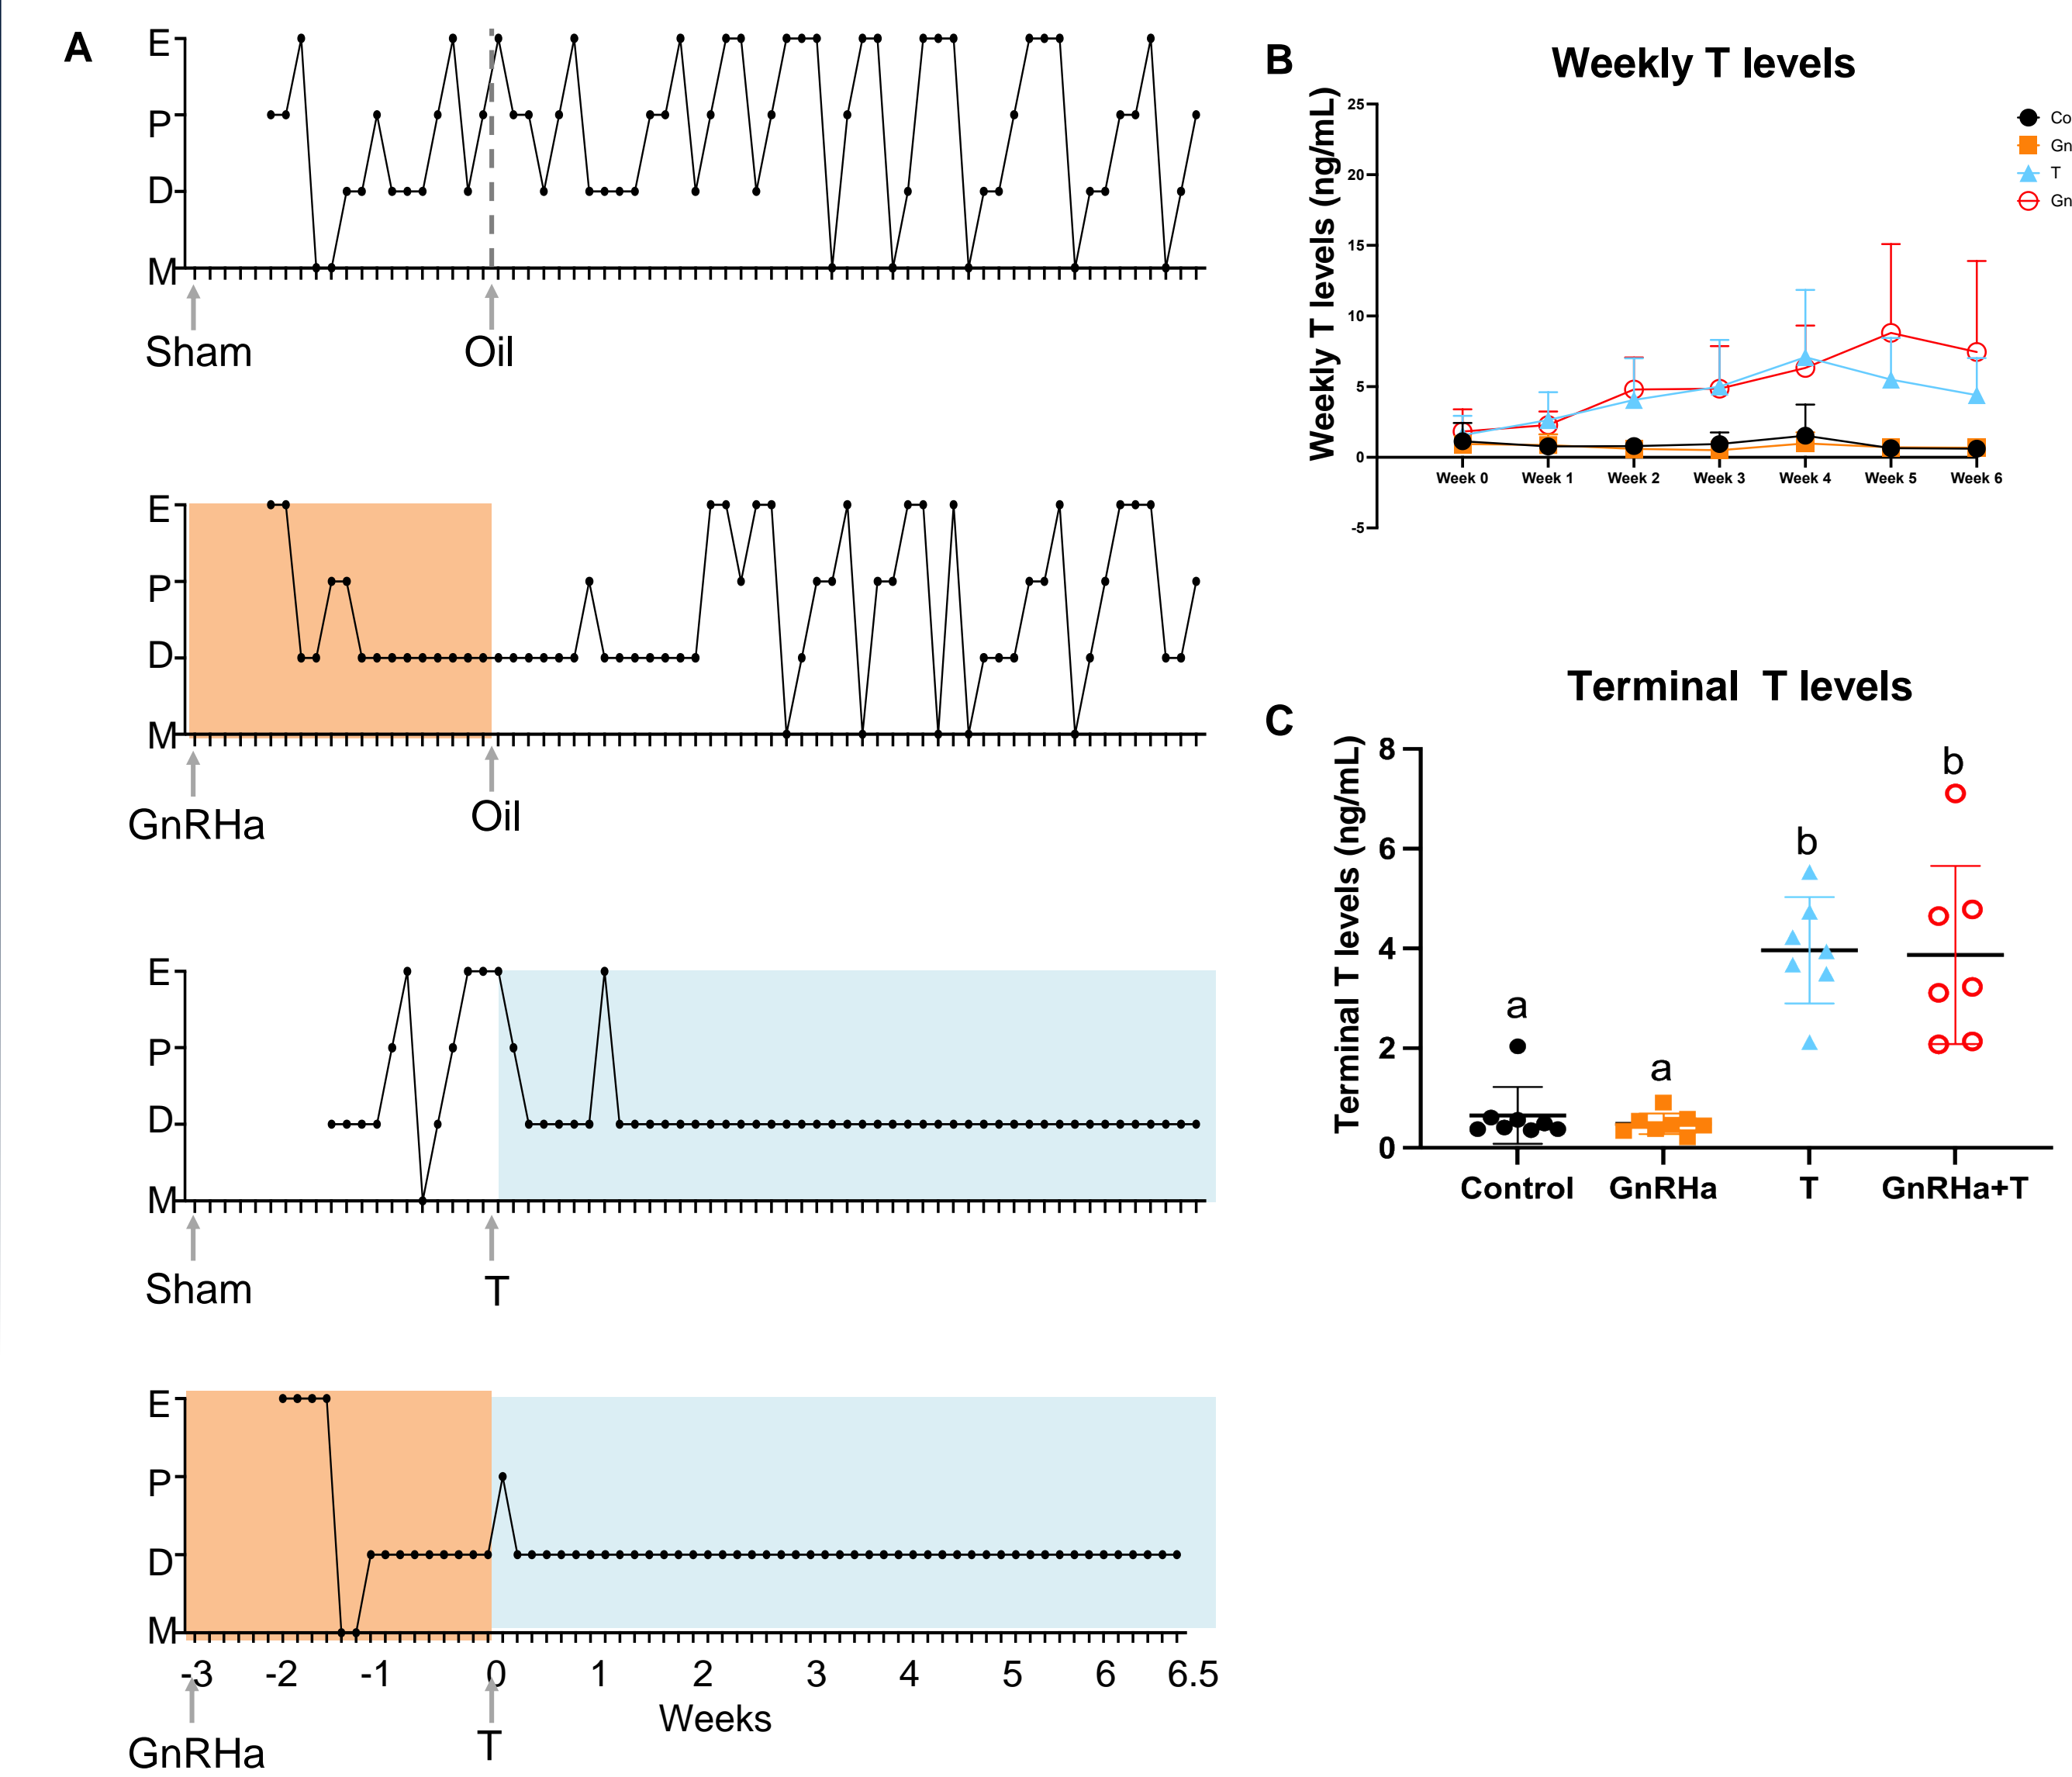 A
E
P
D
M
Sham
Oil
E
P
D
M
GnRHa
Oil
E
P
D
M
Sham
T
E
P
D
M
-3 -2 -1 0 1 2 3 4 5 6 6.5
Weeks
GnRHa
T
B
Weekly T levels
Weekly T levels (ng/mL)
25
20
15
10
5
0
-5
Week 0 Week 1 Week 2 Week 3 Week 4 Week 5 Week 6
Co
Gn
T
Gn
C
Terminal T levels
Terminal T levels (ng/mL)
8
6
4
2
0
a
a
b
b
Control GnRHa T GnRHa+T